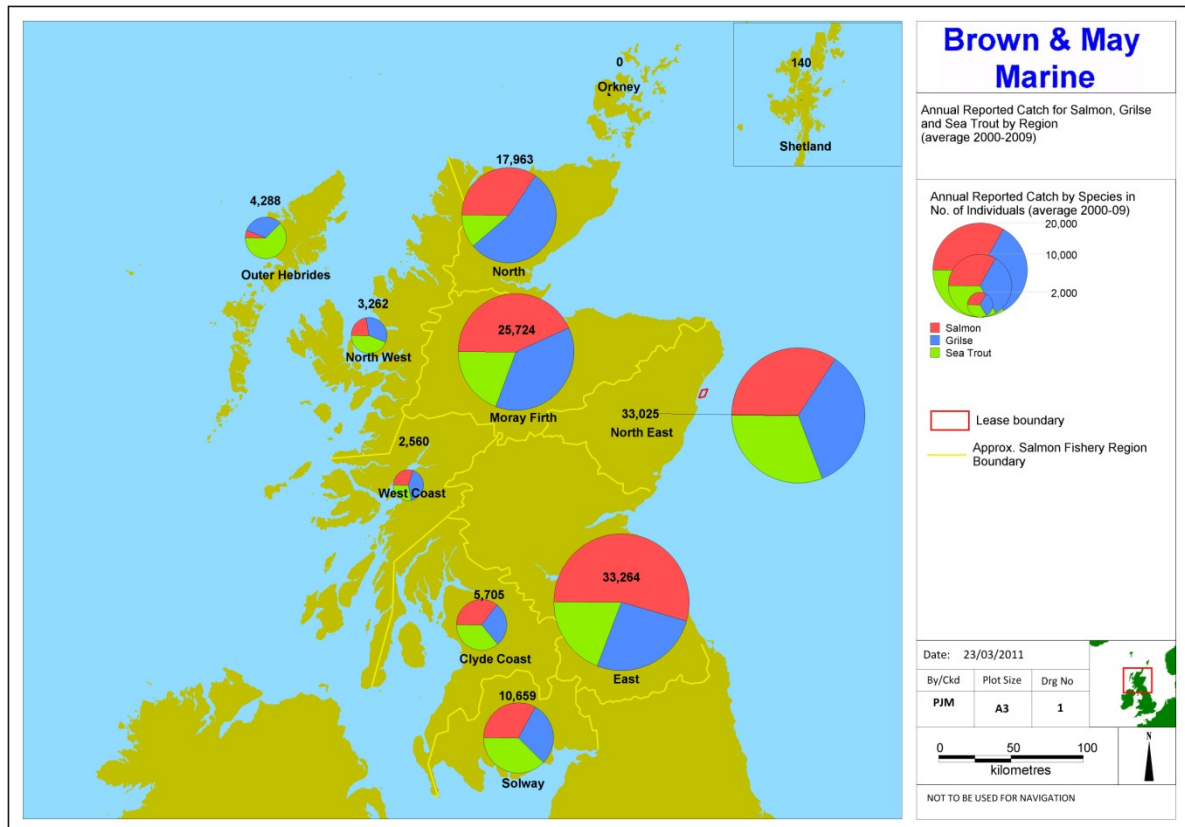 0
Orkney
140
Shetland
17,963
North
4,288
Outer Hebrides
3,262
North West
25,724
Moray Firth
33,025
North East
2,560
West Coast
33,264
East
5,705
Clyde Coast
10,659
Solway
Brown & May
Marine
Annual Reported Catch for Salmon, Grilse
and Sea Trout by Region
(average 2000-2009)
Annual Reported Catch by Species in
No. of Individuals (average 2000-09)
20,000
10,000
2,000
Salmon
Grilse
Sea Trout
Lease boundary
Approx. Salmon Fishery Region
Boundary
Date: 23/03/2011
By/Ckd Plot Size Drg No
PJM A3 1
0 50 100
kilometres
N
NOT TO BE USED FOR NAVIGATION